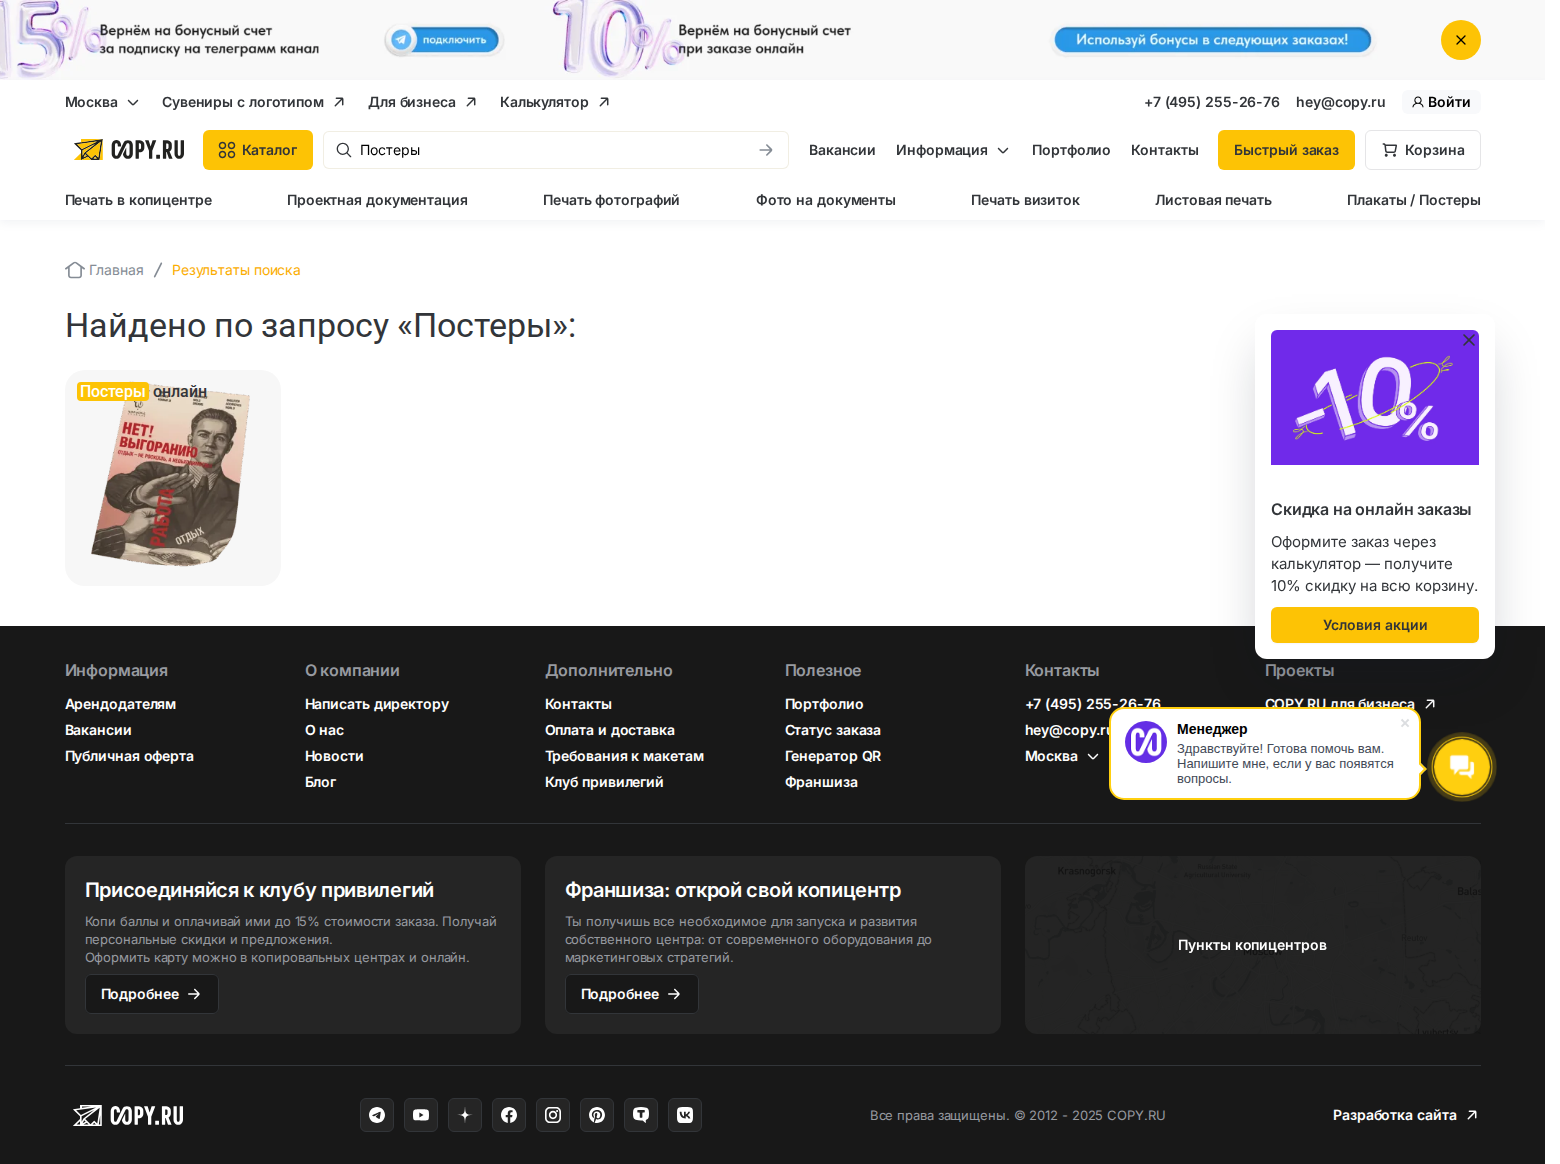 15%
Вернём на бонусный счет
за подписку на телеграмм канал
подключить
10%
Вернём на бонусный счет
при заказе онлайн
Используй бонусы в следующих заказах!
Москва
Сувениры с логотипом
Для бизнеса
Калькулятор
+7 (495) 255-26-76
hey@copy.ru
Войти
COPY.RU
Каталог
Постеры
Вакансии
Информация
Портфолио
Контакты
Быстрый заказ
Корзина
Печать в копицентре
Проектная документация
Печать фотографий
Фото на документы
Печать визиток
Листовая печать
Плакаты / Постеры
Главная / Результаты поиска
Найдено по запросу «Постеры»:
Постеры онлайн
НЕТ!
ВЫГОРАНИЮ
РАБОТА
ОТДЫХ
-10%
Скидка на онлайн заказы
Оформите заказ через
калькулятор — получите
10% скидку на всю корзину.
Условия акции
Информация
Арендодателям
Вакансии
Публичная оферта
О компании
Написать директору
О нас
Новости
Блог
Дополнительно
Контакты
Оплата и доставка
Требования к макетам
Клуб привилегий
Полезное
Портфолио
Статус заказа
Генератор QR
Франшиза
Контакты
+7 (495) 255-26-76
hey@copy.ru
Москва
Проекты
COPY.RU для бизнеса
Менеджер
Здравствуйте! Готова помочь вам.
Напишите мне, если у вас появятся
вопросы.
Присоединяйся к клубу привилегий
Копи баллы и оплачивай ими до 15% стоимости заказа. Получай
персональные скидки и предложения.
Оформить карту можно в копировальных центрах и онлайн.
Подробнее
Франшиза: открой свой копицентр
Ты получишь все необходимое для запуска и развития
собственного центра: от современного оборудования до
маркетинговых стратегий.
Подробнее
Krasnogorsk
Пункты копицентров
Moscow
COPY.RU
Все права защищены. © 2012 - 2025 COPY.RU
Разработка сайта